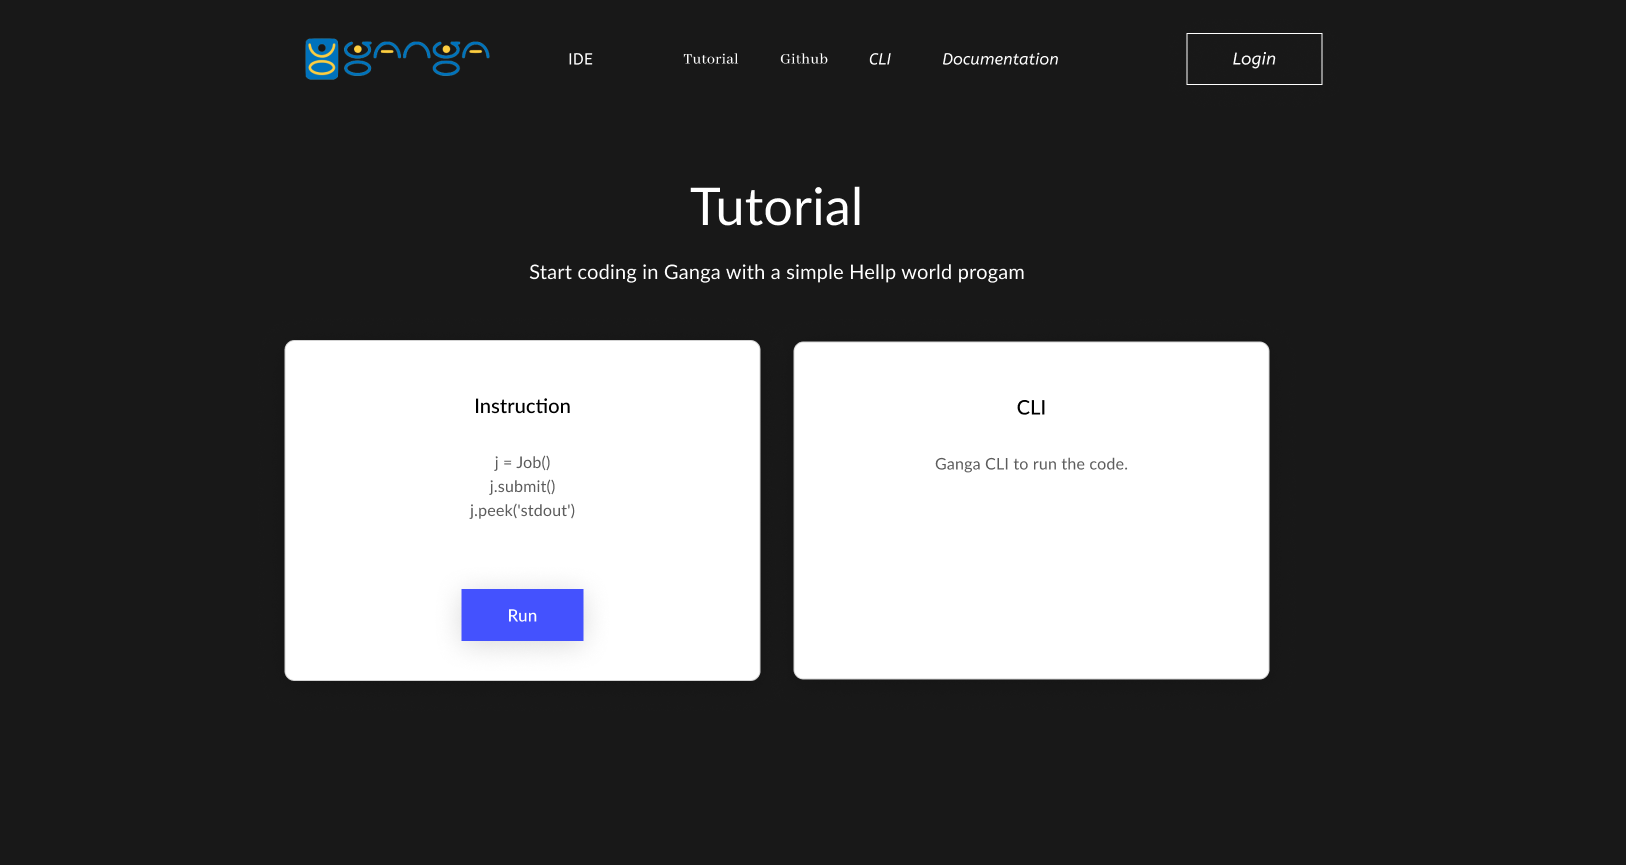 ganga
IDE
Tutorial
Github
CLI
Documentation
Login
Tutorial
Start coding in Ganga with a simple Hellp world progam
Instruction
j = Job()
j.submit()
j.peek('stdout')
Run
CLI
Ganga CLI to run the code.